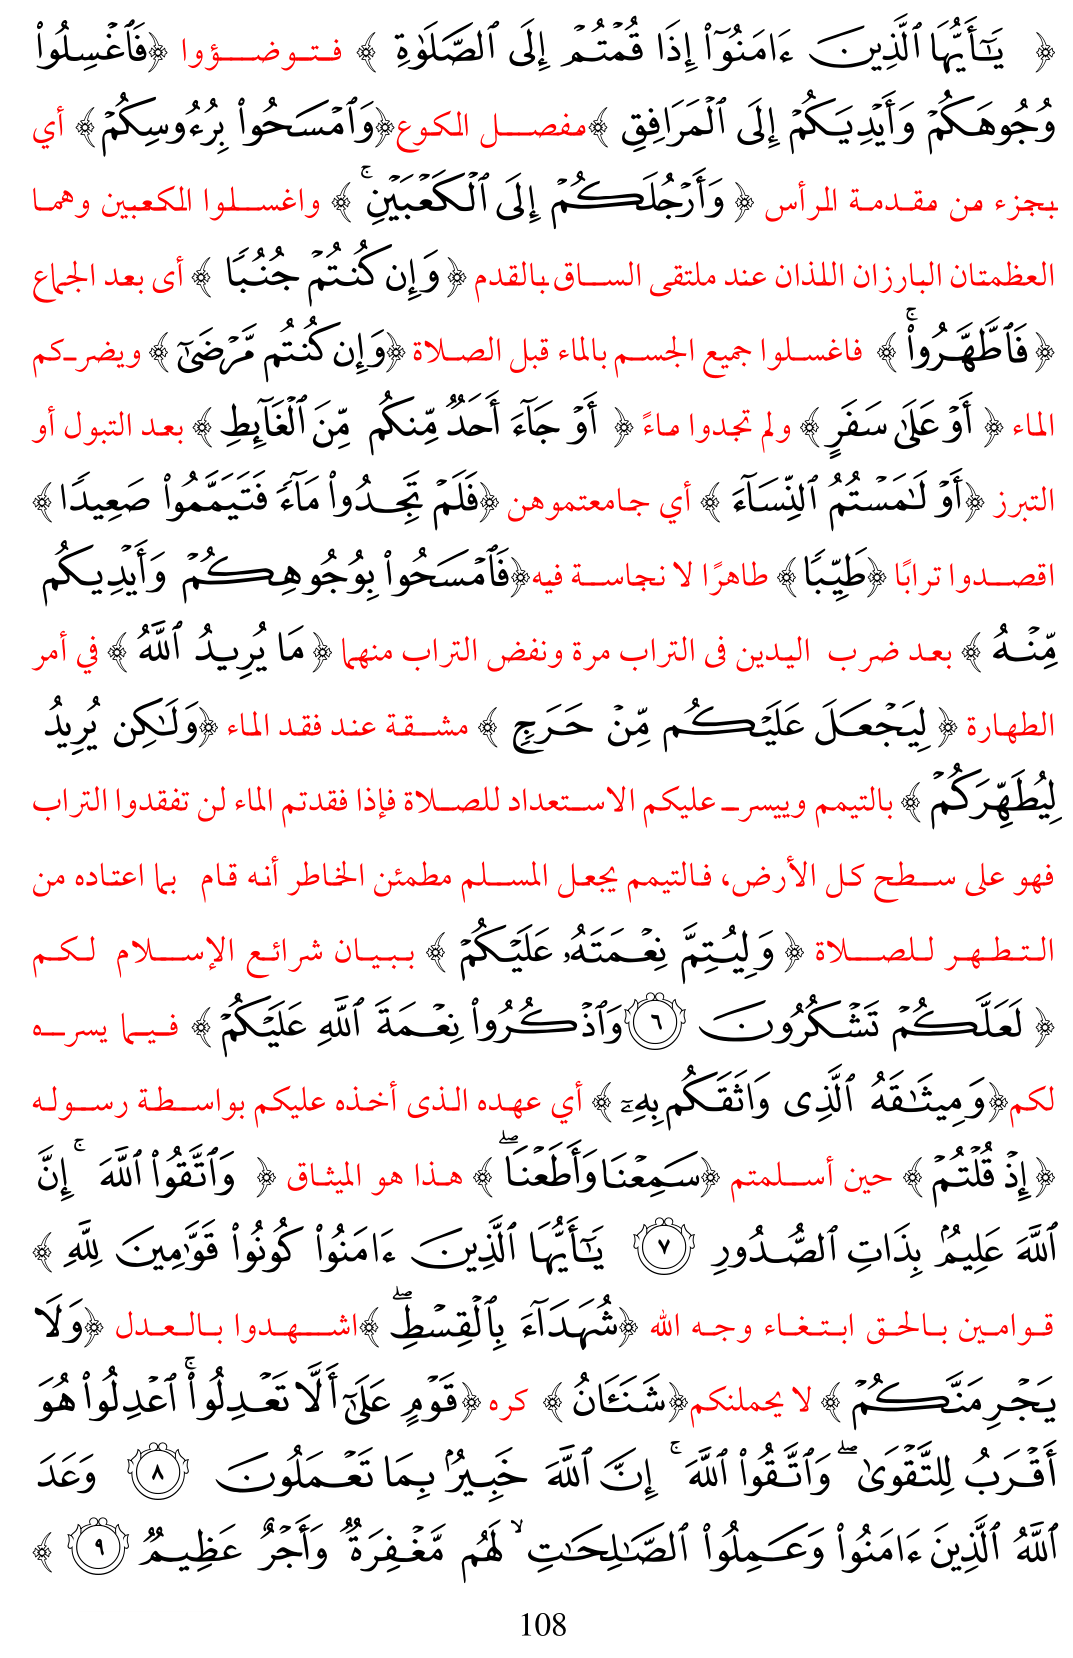 ﴿ يَٰٓأَيُّهَا ٱلَّذِينَ ءَامَنُوٓا۟ إِذَا قُمْتُمْ إِلَى ٱلصَّلَوٰةِ ﴾ فتوضؤوا ﴿فَٱغْسِلُوا۟
وُجُوهَكُمْ وَأَيْدِيَكُمْ إِلَى ٱلْمَرَافِقِ ﴾مفصل المكوع﴿وَٱمْسَحُوا۟ بِرُءُوسِكُمْ﴾ أي
بجزء من مقدمة المرأس ﴿ وَأَرْجُلَكُمْ إِلَى ٱلْكَعْبَيْنِ ۚ ﴾ واغسلوا المكعبين وهما
العظمتان البارزان اللذان عند ملتقى الساق بالقدم ﴿ وَإِن كُنتُمْ جُنُبًا ﴾ أى بعد الجماع
﴿ فَٱطَّهَّرُوا۟ ۚ ﴾ فاغسلوا جميع الجسم بالماء قبل الصلاة ﴿وَإِن كُنتُم مَّرْضَىٰٓ ﴾ ويضركم
الماء ﴿ أَوْ عَلَىٰ سَفَرٍ ﴾ ولم تجدوا ماءً ﴿ أَوْ جَآءَ أَحَدٌ مِّنكُم مِّنَ ٱلْغَآئِطِ ﴾ بعد التبول أو
التبرز ﴿أَوْ لَٰمَسْتُمُ ٱلنِّسَآءَ ﴾ أي جامعتموهن ﴿فَلَمْ تَجِدُوا۟ مَآءً فَتَيَمَّمُوا۟ صَعِيدًا ﴾
اقصدوا ترابًا ﴿طَيِّبًا ﴾ طاهرًا لا نجاسة فيه﴿فَٱمْسَحُوا۟ بِوُجُوهِكُمْ وَأَيْدِيكُم
مِّنْهُ ﴾ بعد ضرب اليدين فى التراب مرة ونفض التراب منهما ﴿ مَا يُرِيدُ ٱللَّهُ ﴾ في أمر
الطهارة ﴿ لِيَجْعَلَ عَلَيْكُم مِّنْ حَرَجٍ ﴾ مشقة عند فقد الماء ﴿وَلَٰكِن يُرِيدُ
لِيُطَهِّرَكُمْ ﴾ بالتيمم وييسر عليكم الاستعداد للصلاة فإذا فقدتم الماء لن تفقدوا التراب
فهو على سطح كل الأرض، فالتيمم يجعل المسلم مطمئن الخاطر أنه قام بما اعتاده من
التطهر للصلاة ﴿ وَلِيُتِمَّ نِعْمَتَهُۥ عَلَيْكُمْ ﴾ ببيان شرائع الإسلام لكم
﴿ لَعَلَّكُمْ تَشْكُرُونَ ٦ وَٱذْكُرُوا۟ نِعْمَةَ ٱللَّهِ عَلَيْكُمْ ﴾ فيما يسره
لكم﴿وَمِيثَٰقَهُ ٱلَّذِى وَاثَقَكُم بِهِۦٓ ﴾ أي عهده الذى أخذه عليكم بواسطة رسوله
﴿ إِذْ قُلْتُمْ ﴾ حين أسلمتم ﴿سَمِعْنَا وَأَطَعْنَا ۖ ﴾ هذا هو الميثاق ﴿ وَٱتَّقُوا۟ ٱللَّهَ ۚ إِنَّ
ٱللَّهَ عَلِيمٌۢ بِذَاتِ ٱلصُّدُورِ ٧ يَٰٓأَيُّهَا ٱلَّذِينَ ءَامَنُوا۟ كُونُوا۟ قَوَّٰمِينَ لِلَّهِ ﴾
قوامين بالحق ابتغاء وجه الله ﴿شُهَدَآءَ بِٱلْقِسْطِ ۖ ﴾اشهدوا بالعدل ﴿وَلَا
يَجْرِمَنَّكُمْ ﴾ لا يحملنكم﴿شَنَـَٔانُ ﴾ كره ﴿قَوْمٍ عَلَىٰٓ أَلَّا تَعْدِلُوا۟ ۚ ٱعْدِلُوا۟ هُوَ
أَقْرَبُ لِلتَّقْوَىٰ ۖ وَٱتَّقُوا۟ ٱللَّهَ ۚ إِنَّ ٱللَّهَ خَبِيرٌۢ بِمَا تَعْمَلُونَ ٨ وَعَدَ
ٱللَّهُ ٱلَّذِينَ ءَامَنُوا۟ وَعَمِلُوا۟ ٱلصَّٰلِحَٰتِ ۙ لَهُم مَّغْفِرَةٌ وَأَجْرٌ عَظِيمٌ ٩ ﴾
108